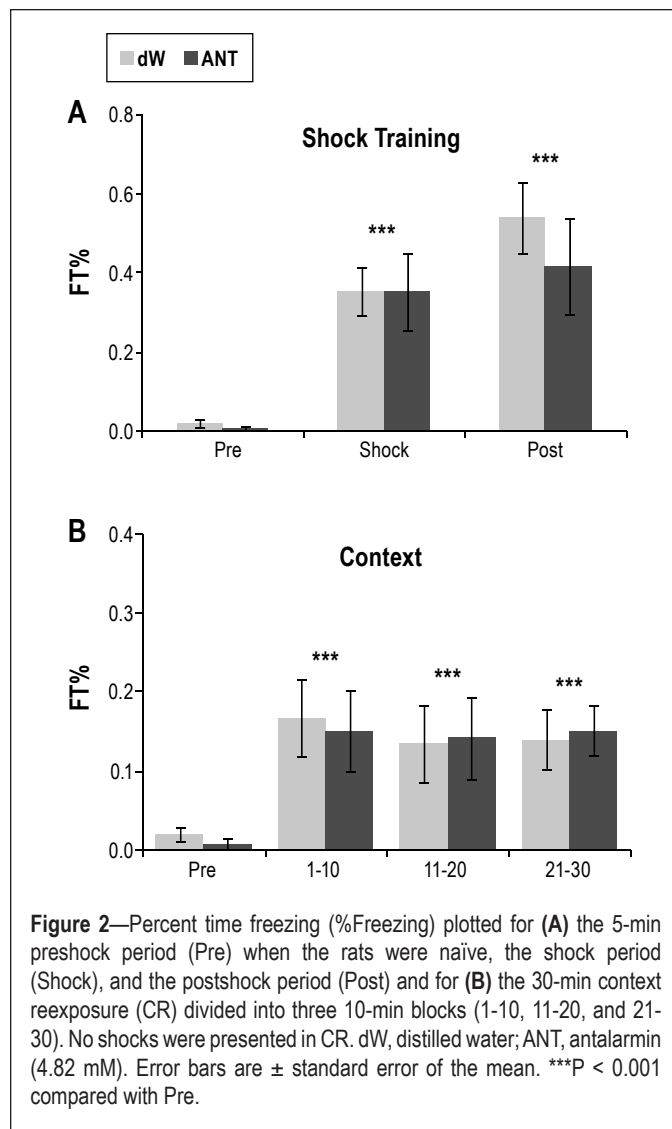 dW ANT
A
Shock Training
FT%
0.8
0.6
0.4
0.2
0.0
***
***
Pre Shock Post
B
Context
FT%
0.4
0.3
0.2
0.1
0.0
***
***
***
Pre 1-10 11-20 21-30
Figure 2—Percent time freezing (%Freezing) plotted for (A) the 5-min
preshock period (Pre) when the rats were naïve, the shock period
(Shock), and the postshock period (Post) and for (B) the 30-min context
reexposure (CR) divided into three 10-min blocks (1-10, 11-20, and 21-
30). No shocks were presented in CR. dW, distilled water; ANT, antalarmin
(4.82 mM). Error bars are ± standard error of the mean. ***P < 0.001
compared with Pre.